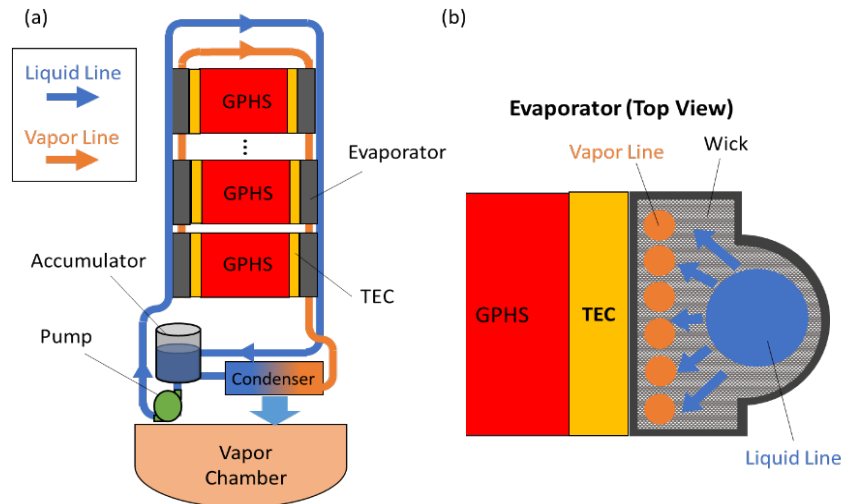 (a)
Liquid Line
Vapor Line
GPHS
...
GPHS
GPHS
Evaporator
TEC
Accumulator
Pump
Condenser
Vapor
Chamber
(b)
Evaporator (Top View)
Vapor Line
Wick
GPHS
TEC
Liquid Line